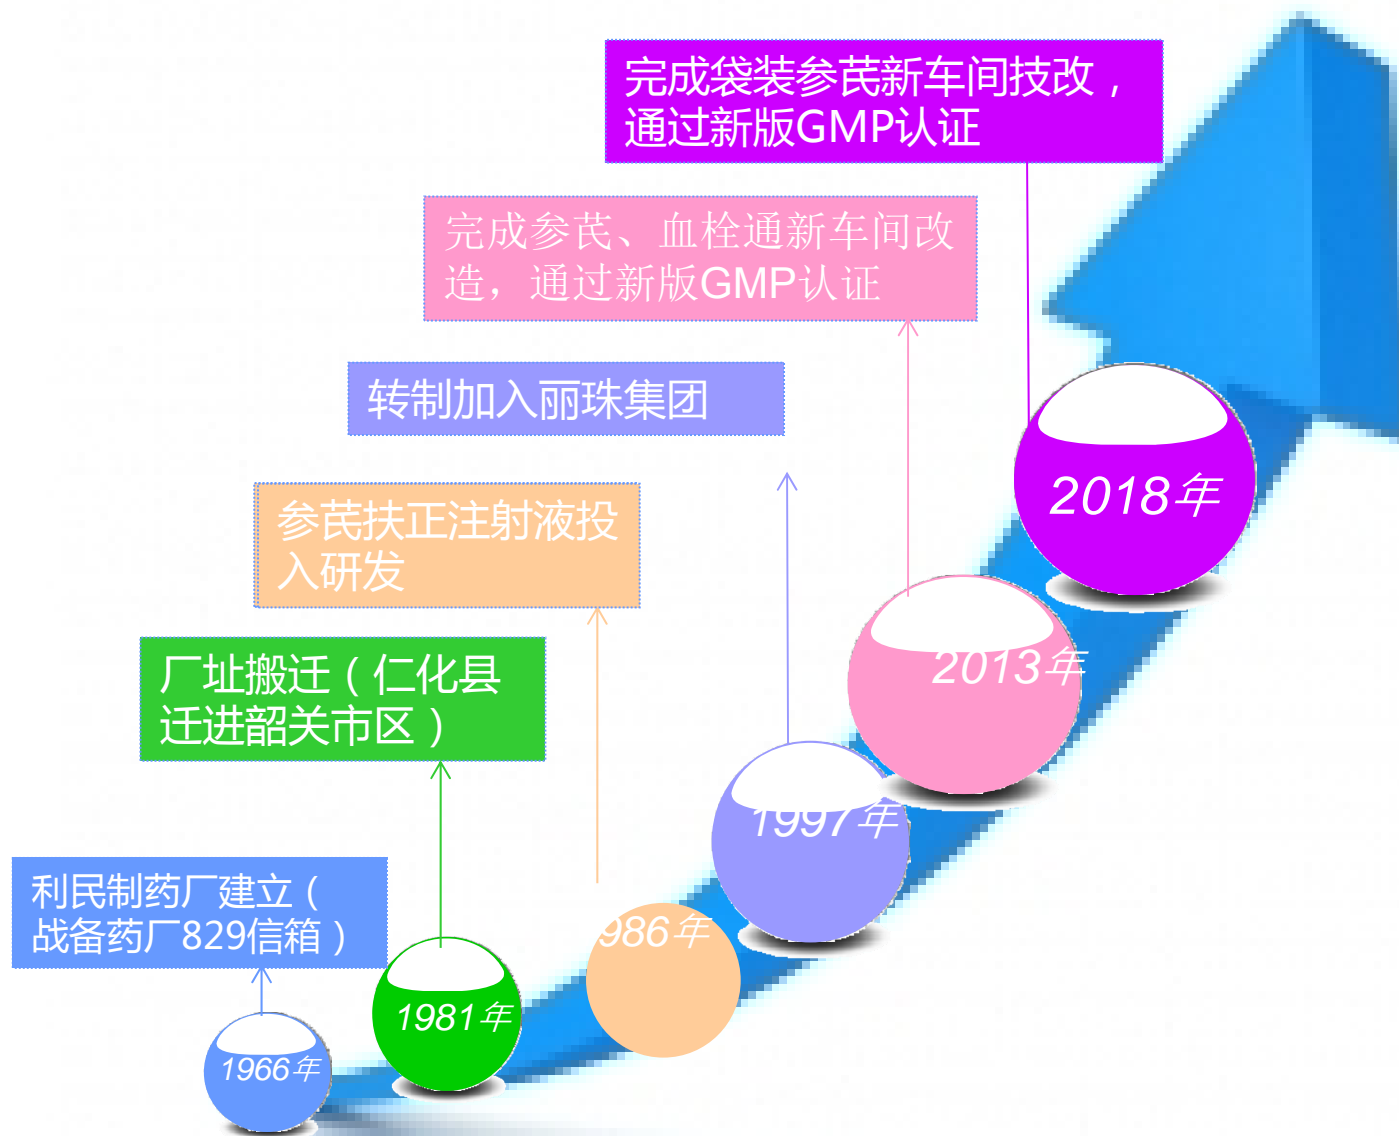 完成袋装参芪新车间技改，
通过新版GMP认证
完成参芪、血栓通新车间改
造，通过新版GMP认证
转制加入丽珠集团
参芪扶正注射液投
入研发
厂址搬迁（仁化县
迁进韶关市区）
利民制药厂建立（
战备药厂829信箱）
2018年
2013年
1997年
986年
1981年
1966年